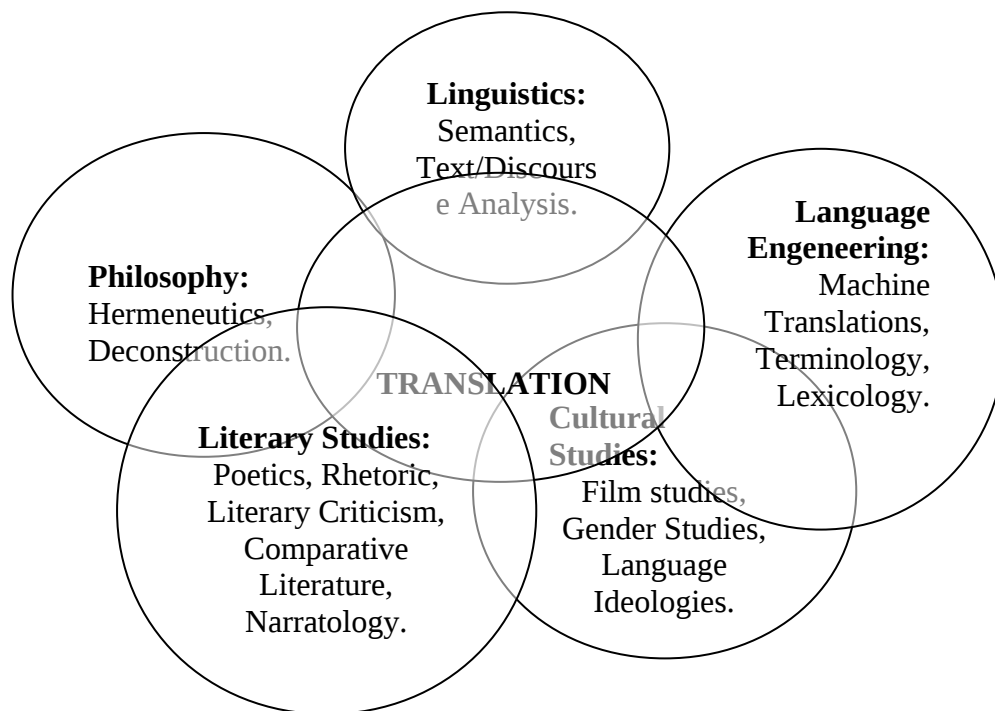 Linguistics:
Semantics,
Text/Discours
e Analysis.
Language
Engeneering:
Machine
Translations,
Terminology,
Lexicology.
Philosophy:
Hermeneutics,
Deconstruction.
TRANSLATION
Cultural
Studies:
Film studies,
Gender Studies,
Language
Ideologies.
Literary Studies:
Poetics, Rhetoric,
Literary Criticism,
Comparative
Literature,
Narratology.